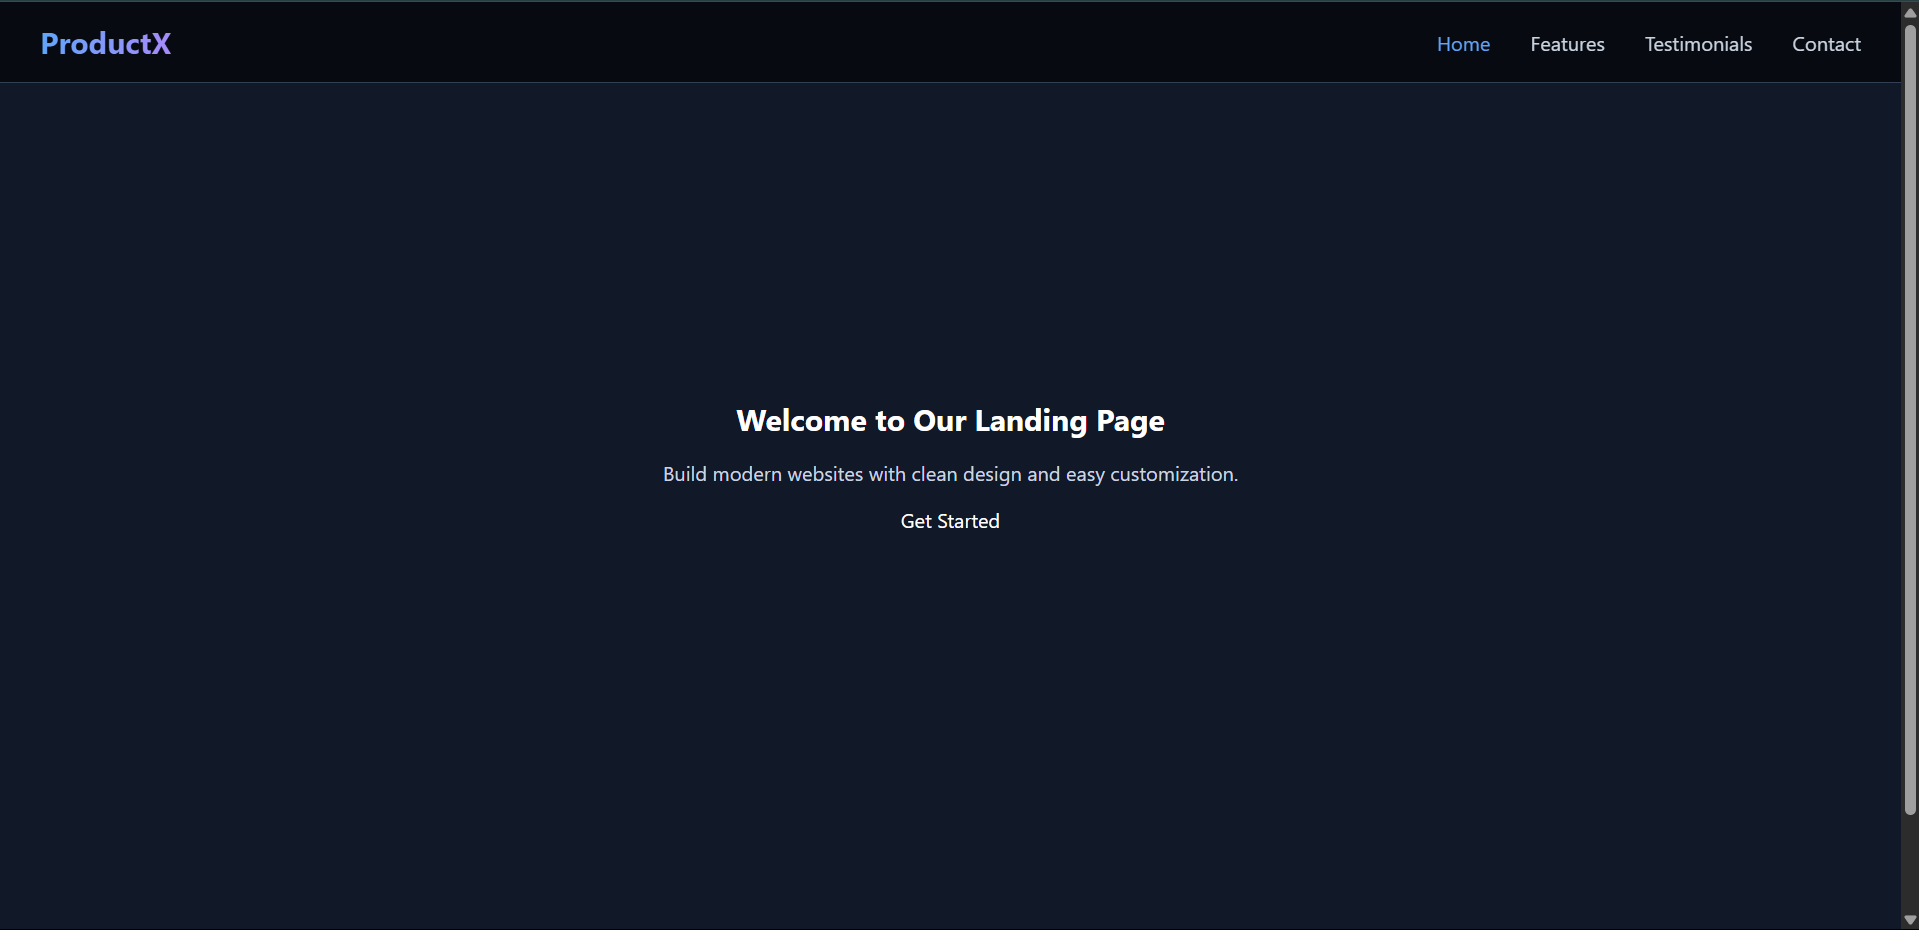 ProductX
Home Features Testimonials Contact
Welcome to Our Landing Page
Build modern websites with clean design and easy customization.
Get Started